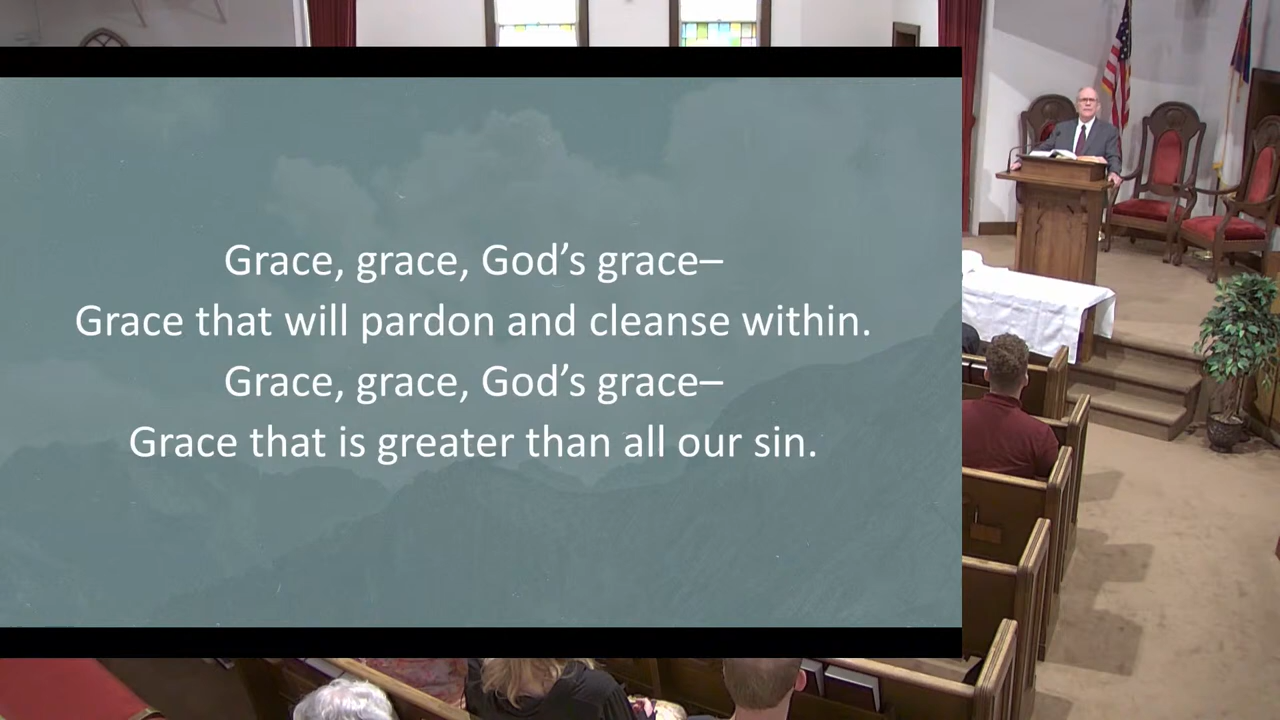 Grace, grace, God’s grace–
Grace that will pardon and cleanse within.
Grace, grace, God’s grace–
Grace that is greater than all our sin.